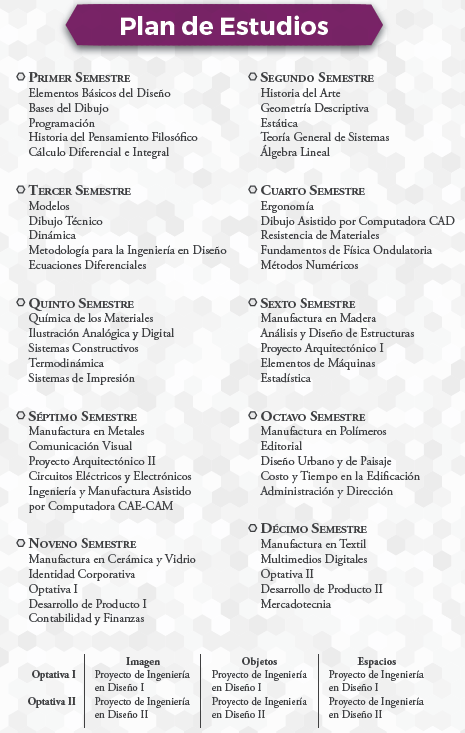 Plan de Estudios
PRIMER SEMESTRE
Elementos Básicos del Diseño
Bases del Dibujo
Programación
Historia del Pensamiento Filosófico
Cálculo Diferencial e Integral
SEGUNDO SEMESTRE
Historia del Arte
Geometría Descriptiva
Estática
Teoría General de Sistemas
Álgebra Lineal
TERCER SEMESTRE
Modelos
Dibujo Técnico
Dinámica
Metodología para la Ingeniería en Diseño
Ecuaciones Diferenciales
CUARTO SEMESTRE
Ergonomía
Dibujo Asistido por Computadora CAD
Resistencia de Materiales
Fundamentos de Física Ondulatoria
Métodos Numéricos
QUINTO SEMESTRE
Química de los Materiales
Ilustración Analógica y Digital
Sistemas Constructivos
Termodinámica
Sistemas de Impresión
SEXTO SEMESTRE
Manufactura en Madera
Análisis y Diseño de Estructuras
Proyecto Arquitectónico I
Elementos de Máquinas
Estadística
SÉPTIMO SEMESTRE
Manufactura en Metales
Comunicación Visual
Proyecto Arquitectónico II
Circuitos Eléctricos y Electrónicos
Ingeniería y Manufactura Asistido
por Computadora CAE-CAM
OCTAVO SEMESTRE
Manufactura en Polímeros
Editorial
Diseño Urbano y de Paisaje
Costo y Tiempo en la Edificación
Administración y Dirección
NOVENO SEMESTRE
Manufactura en Cerámica y Vidrio
Identidad Corporativa
Optativa I
Desarrollo de Producto I
Contabilidad y Finanzas
DÉCIMO SEMESTRE
Manufactura en Textil
Multimedios Digitales
Optativa II
Desarrollo de Producto II
Mercadotecnia
Imagen Objetos Espacios
Optativa I Proyecto de Ingeniería Proyecto de Ingeniería Proyecto de Ingeniería
en Diseño I en Diseño I en Diseño I
Optativa II Proyecto de Ingeniería Proyecto de Ingeniería Proyecto de Ingeniería
en Diseño II en Diseño II en Diseño II